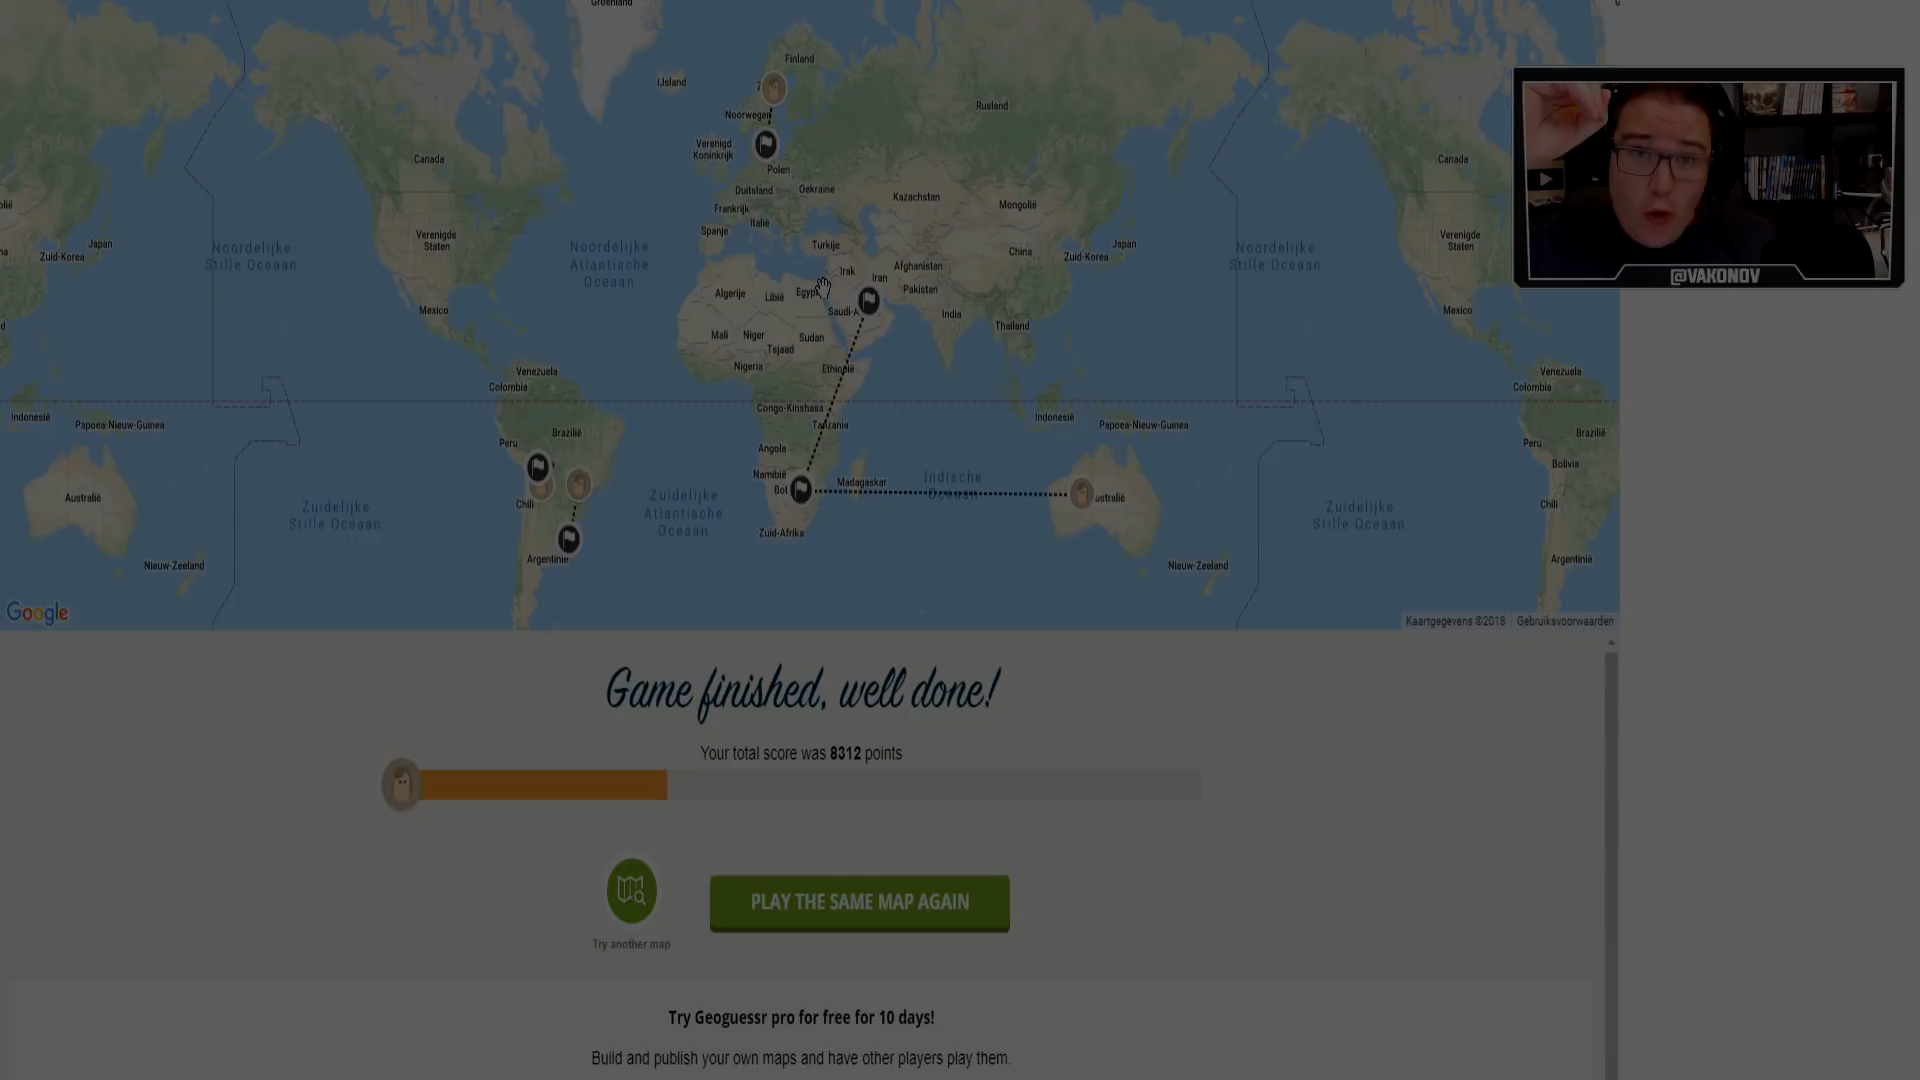 Groenland
Finland
IJsland
Rusland
Noorwegen
Canada
Verenigd
Koninkrijk
Polen
Canada
Duitsland
Oekraïne
Kazachstan
Mongolië
Frankrijk
Italië
Spanje
Verenigde
Staten
Verenigde
Staten
Japan
Zuid-Korea
Turkije
China
Japan
Zuid-Korea
Noordelijke
Stille Oceaan
Noordelijke
Atlantische
Oceaan
Noordelijke
Stille Oceaan
Irak
Afghanistan
Iran
Pakistan
Algerije
Libië
Mexico
Saudi-A
India
Mexico
Thailand
Mali
Niger
Sudan
Tsjaad
Nigeria
Ethiopië
Venezuela
Colombia
Venezuela
Colombia
Congo-Kinshasa
Indonesië
Papoea-Nieuw-Guinea
Tanzania
Indonesië
Papoea-Nieuw-Guinea
Brazilië
Peru
Brazilië
Peru
Angola
Bolivia
Namibië
Bot
Madagaskar
Indische
Oceaan
Australië
ustralië
Chili
Chili
Zuidelijke
Stille Oceaan
Zuidelijke
Atlantische
Oceaan
Zuidelijke
Stille Oceaan
Zuid-Afrika
Argentinië
Argentinië
Nieuw-Zeeland
Nieuw-Zeeland
Google
Kaartgegevens ©2018
Gebruiksvoorwaarden
@VAKONOV
Game finished, well done!
Your total score was 8312 points
Try another map
PLAY THE SAME MAP AGAIN
Try Geoguessr pro for free for 10 days!
Build and publish your own maps and have other players play them.